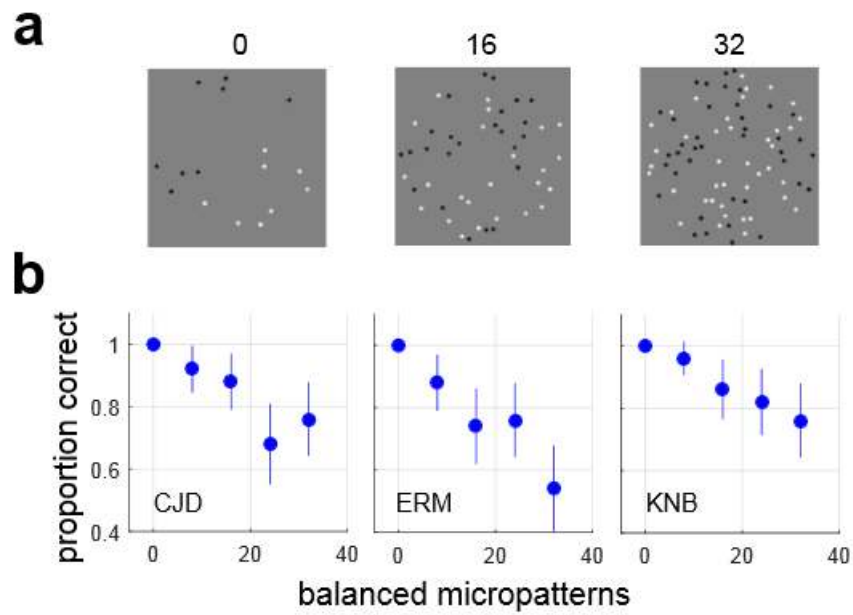 a
0 16 32
b
proportion correct
1
0.8
0.6
0.4
CJD ERM KNB
0 20 40 0 20 40 0 20 40
balanced micropatterns